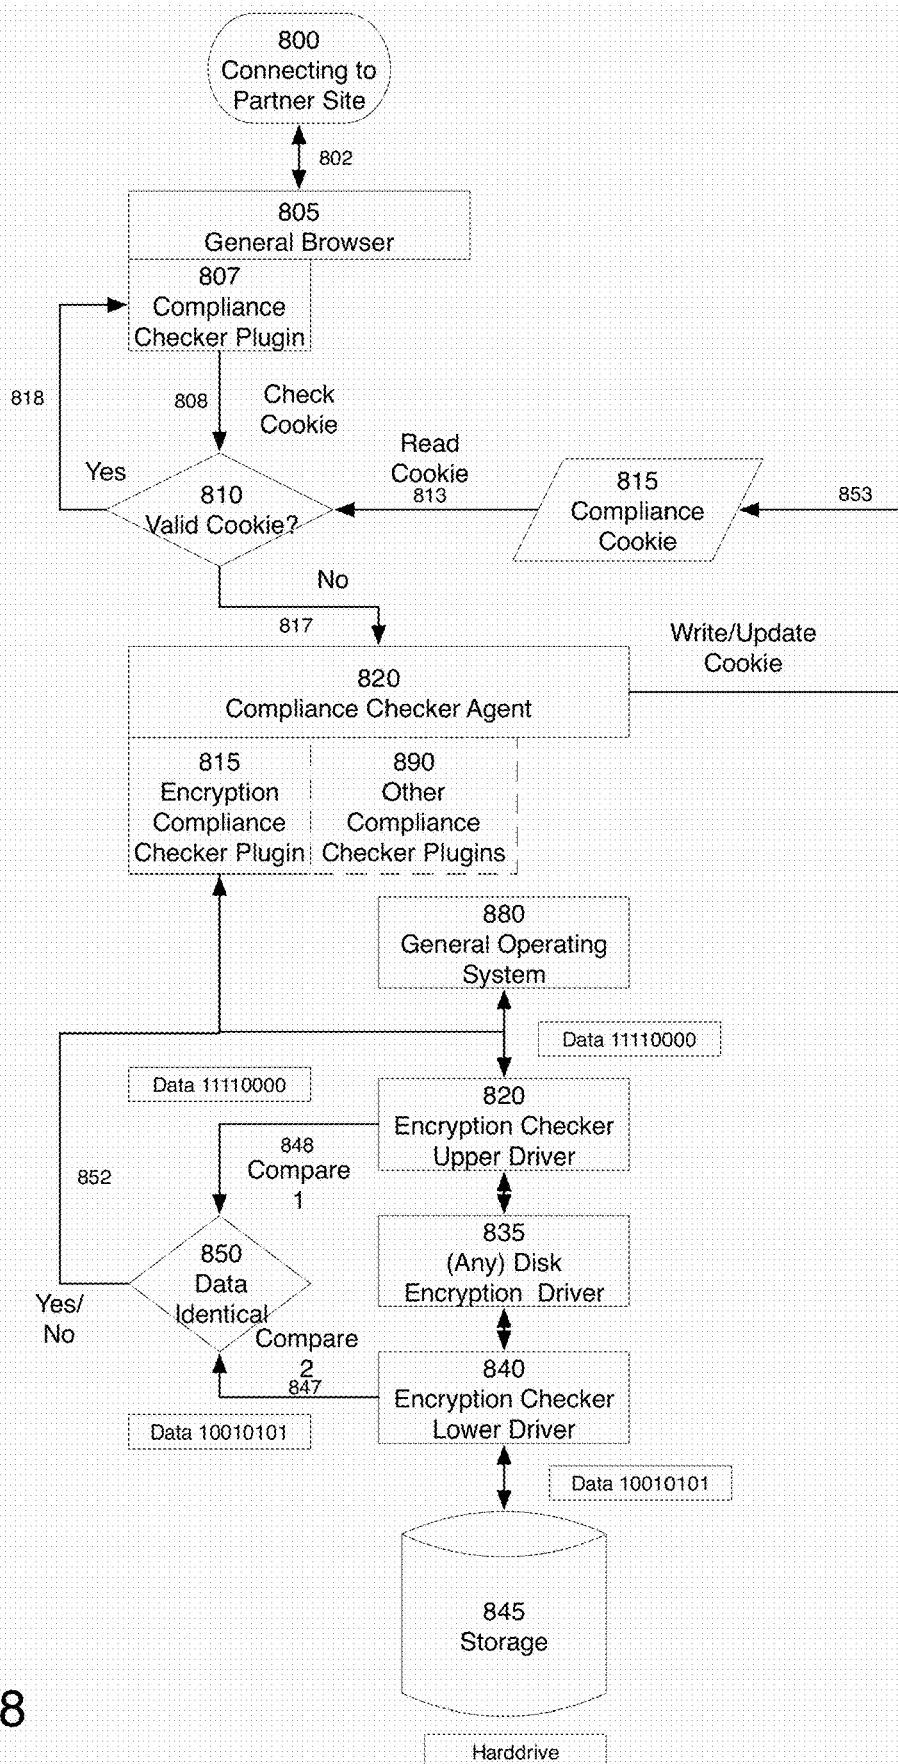 800
Connecting to
Partner Site
802
805
General Browser
807
Compliance
Checker Plugin
818
808
Check
Cookie
Read
Cookie
813
Yes
810
Valid Cookie?
815
Compliance
Cookie
853
No
817
Write/Update
Cookie
820
Compliance Checker Agent
815
Encryption
Compliance
Checker Plugin
890
Other
Compliance
Checker Plugins
880
General Operating
System
Data 11110000
Data 11110000
820
Encryption Checker
Upper Driver
848
Compare
1
852
835
(Any) Disk
Encryption Driver
850
Data
Identical
Yes/
No
Compare
2
847
840
Encryption Checker
Lower Driver
Data 10010101
Data 10010101
845
Storage
8
Harddrive